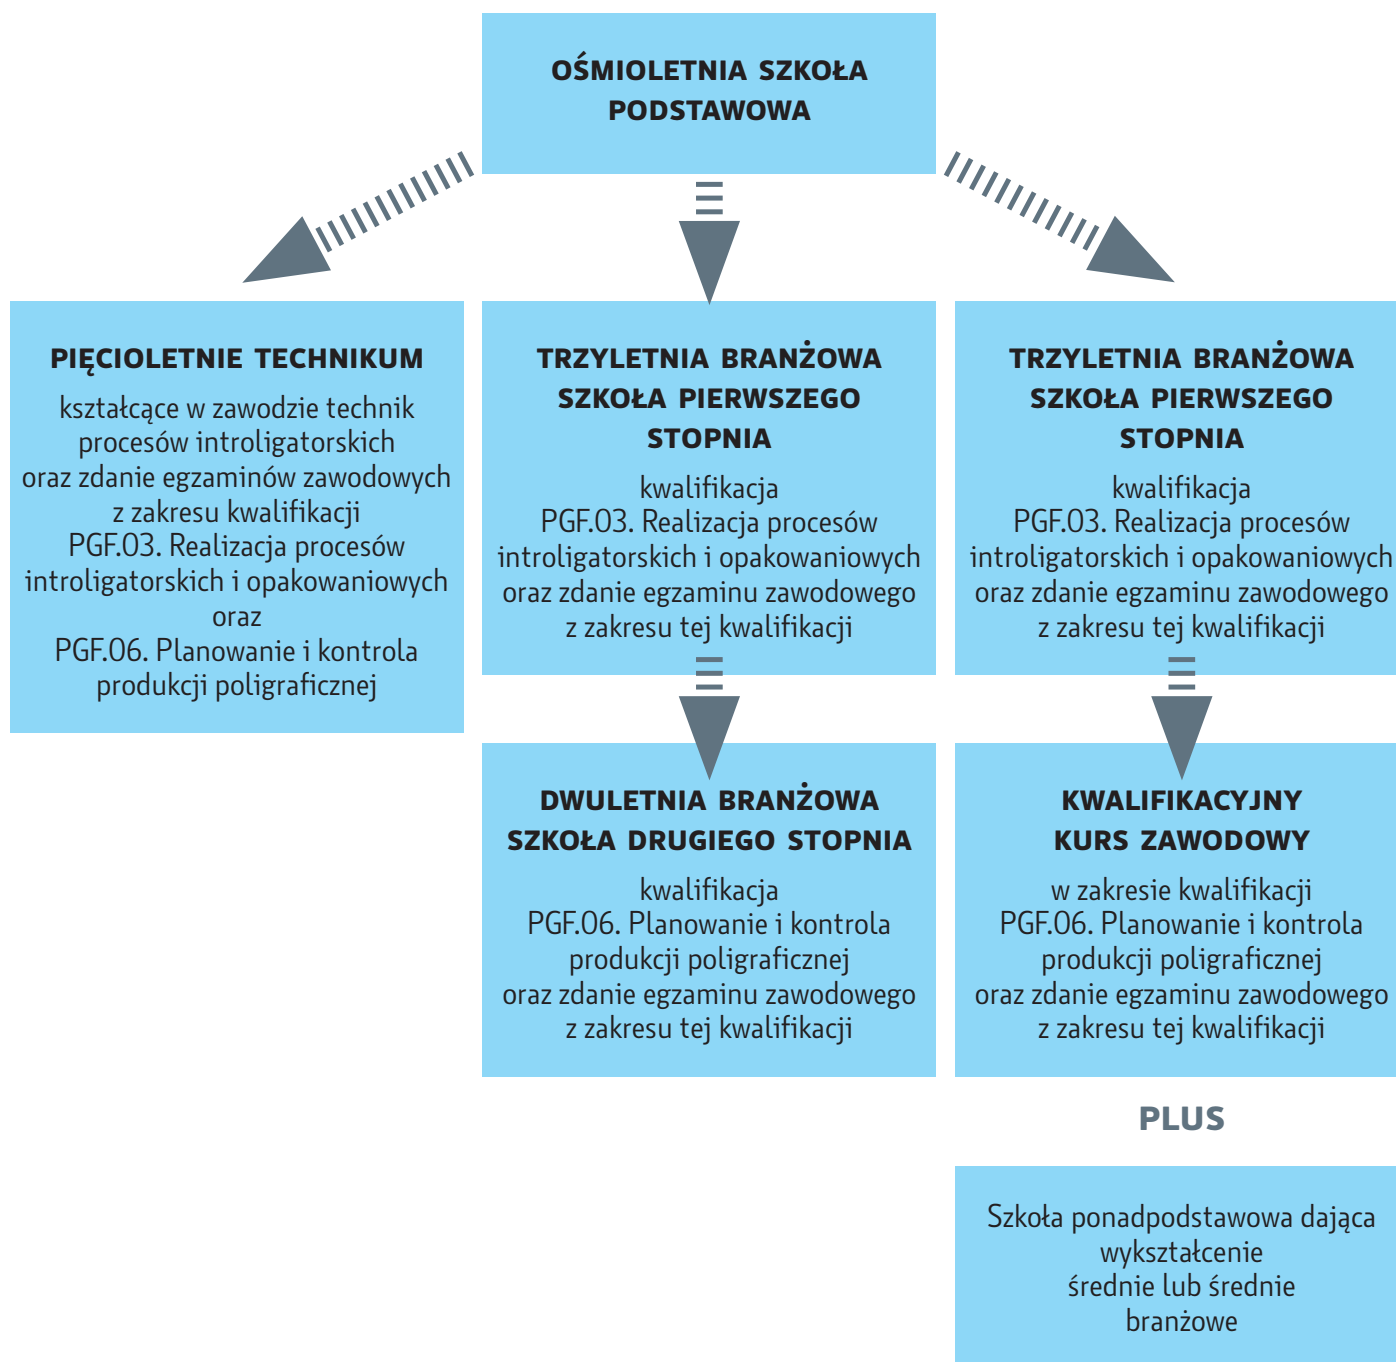 OŚMIOLETNIA SZKOŁA
PODSTAWOWA
PIĘCIOLETNIE TECHNIKUM
kształcące w zawodzie technik
procesów introligatorskich
oraz zdanie egzaminów zawodowych
z zakresu kwalifikacji
PGF.03. Realizacja procesów
introligatorskich i opakowaniowych
oraz
PGF.06. Planowanie i kontrola
produkcji poligraficznej
TRZYLETNIA BRANŻOWA
SZKOŁA PIERWSZEGO
STOPNIA
kwalifikacja
PGF.03. Realizacja procesów
introligatorskich i opakowaniowych
oraz zdanie egzaminu zawodowego
z zakresu tej kwalifikacji
TRZYLETNIA BRANŻOWA
SZKOŁA PIERWSZEGO
STOPNIA
kwalifikacja
PGF.03. Realizacja procesów
introligatorskich i opakowaniowych
oraz zdanie egzaminu zawodowego
z zakresu tej kwalifikacji
DWULETNIA BRANŻOWA
SZKOŁA DRUGIEGO STOPNIA
kwalifikacja
PGF.06. Planowanie i kontrola
produkcji poligraficznej
oraz zdanie egzaminu zawodowego
z zakresu tej kwalifikacji
KWALIFIKACYJNY
KURS ZAWODOWY
w zakresie kwalifikacji
PGF.06. Planowanie i kontrola
produkcji poligraficznej
oraz zdanie egzaminu zawodowego
z zakresu tej kwalifikacji
PLUS
Szkoła ponadpodstawowa dająca
wykształcenie
średnie lub średnie
branżowe